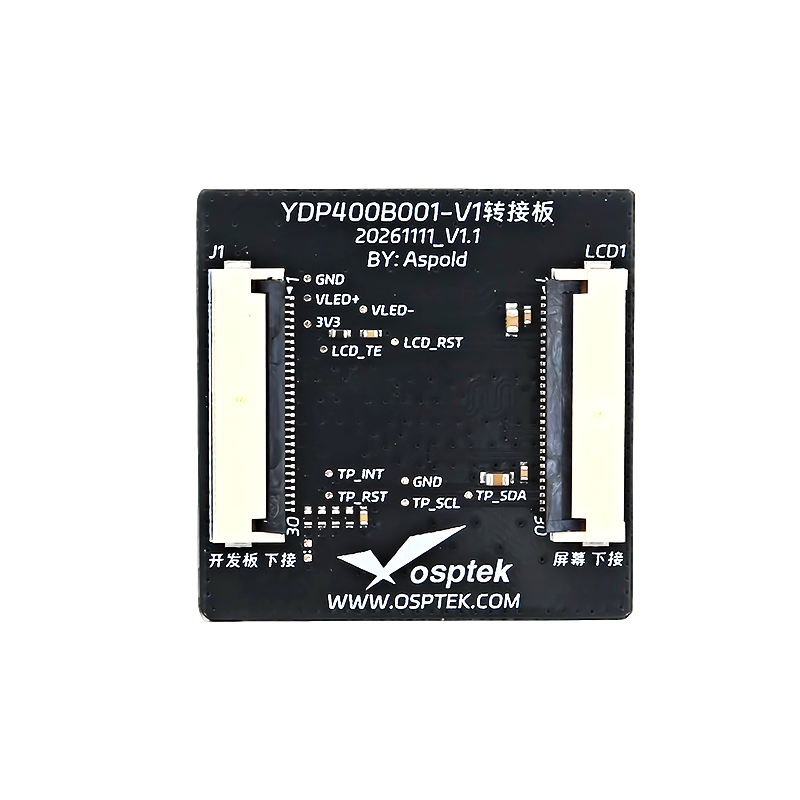 YDP400B001-V1转接板
20261111_V1.1
BY: Aspold
J1
LCD1
1
GND
1
VLED+
VLED-
3V3
LCD_RST
LCD_TE
TP_INT
GND
TP_RST
TP_SCL
TP_SDA
30
30
开发板 下接
屏幕 下接
osptek
WWW.OSPTEK.COM